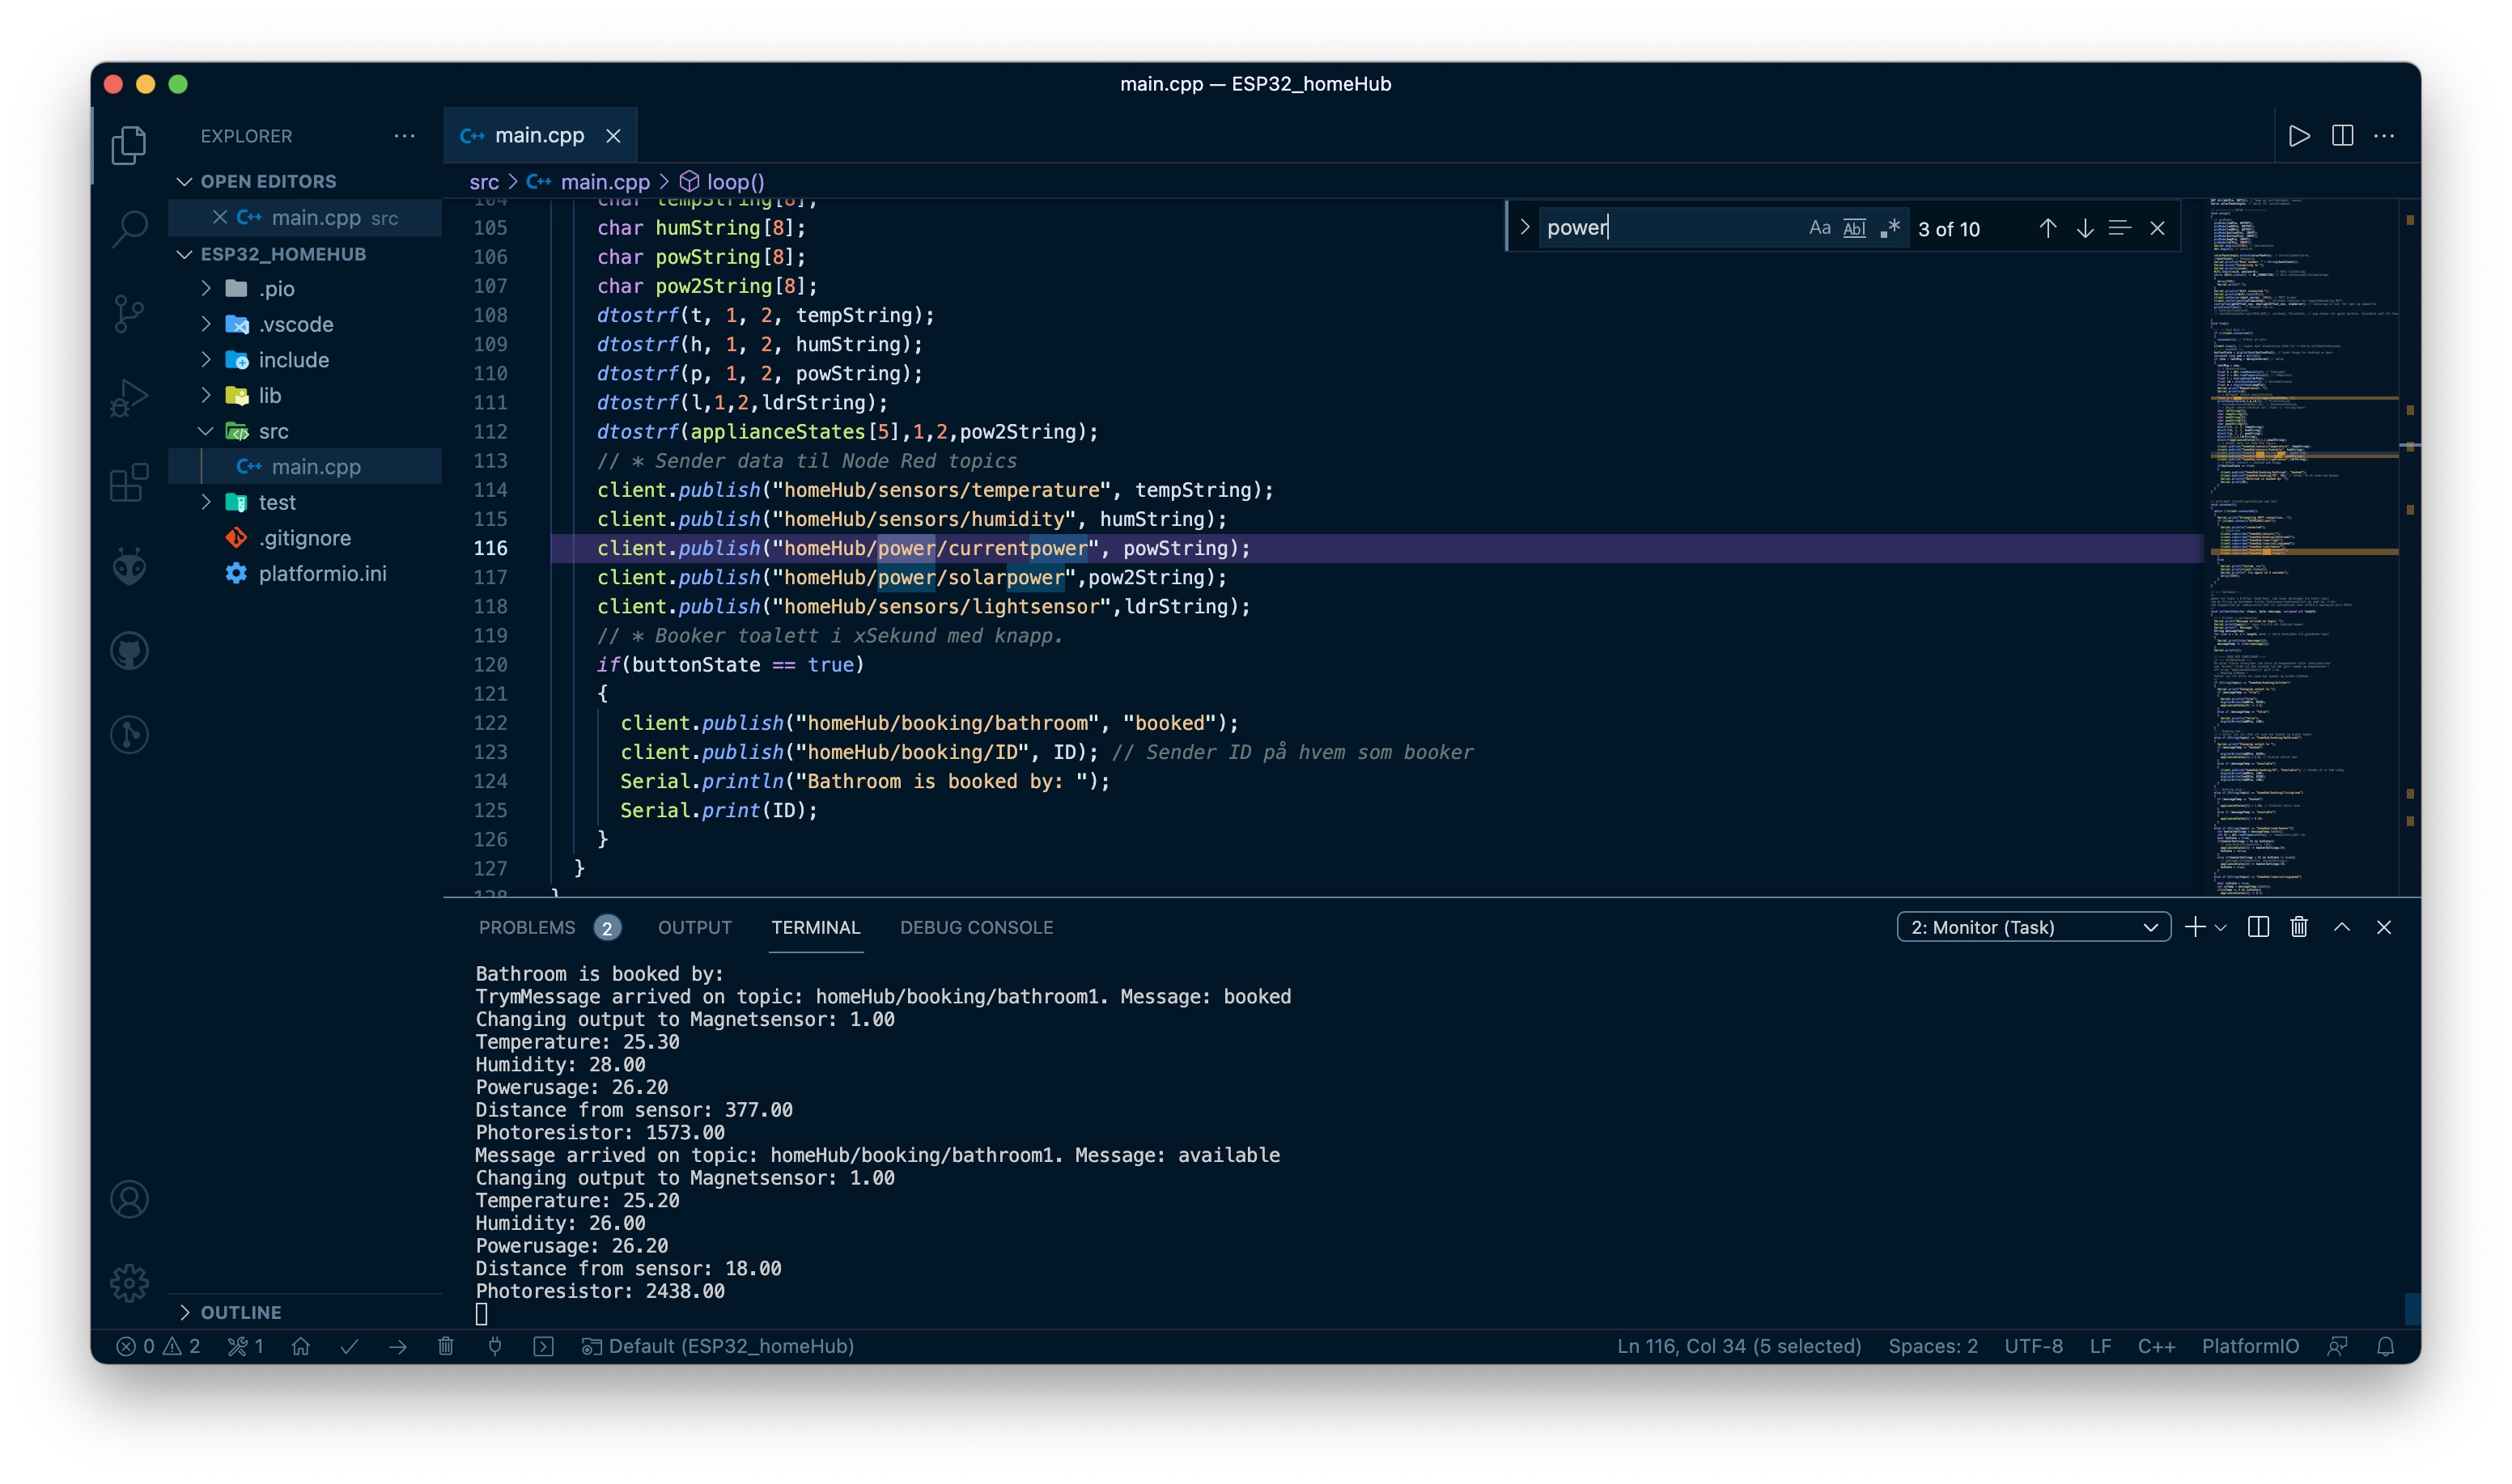 main.cpp — ESP32_homeHub
EXPLORER
OPEN EDITORS
main.cpp src
ESP32_HOMEHUB
.pio
.vscode
include
lib
src
main.cpp
test
.gitignore
platformio.ini
OUTLINE
main.cpp
src > main.cpp > loop()
power
Aa Ab| .* 3 of 10
104 char tempString[8];
105 char humString[8];
106 char powString[8];
107 char pow2String[8];
108 dtostrf(t, 1, 2, tempString);
109 dtostrf(h, 1, 2, humString);
110 dtostrf(p, 1, 2, powString);
111 dtostrf(l,1,2,ldrString);
112 dtostrf(applianceStates[5],1,2,pow2String);
113 // * Sender data til Node Red topics
114 client.publish("homeHub/sensors/temperature", tempString);
115 client.publish("homeHub/sensors/humidity", humString);
116 client.publish("homeHub/power/currentpower", powString);
117 client.publish("homeHub/power/solarpower",pow2String);
118 client.publish("homeHub/sensors/lightsensor",ldrString);
119 // * Booker toalett i xSekund med knapp.
120 if(buttonState == true)
121 {
122 client.publish("homeHub/booking/bathroom", "booked");
123 client.publish("homeHub/booking/ID", ID); // Sender ID på hvem som booker
124 Serial.println("Bathroom is booked by: ");
125 Serial.print(ID);
126 }
127 }
128 }
PROBLEMS 2 OUTPUT TERMINAL DEBUG CONSOLE
2: Monitor (Task)
Bathroom is booked by:
TrymMessage arrived on topic: homeHub/booking/bathroom1. Message: booked
Changing output to Magnetsensor: 1.00
Temperature: 25.30
Humidity: 28.00
Powerusage: 26.20
Distance from sensor: 377.00
Photoresistor: 1573.00
Message arrived on topic: homeHub/booking/bathroom1. Message: available
Changing output to Magnetsensor: 1.00
Temperature: 25.20
Humidity: 26.00
Powerusage: 26.20
Distance from sensor: 18.00
Photoresistor: 2438.00
0 2 1 Default (ESP32_homeHub) Ln 116, Col 34 (5 selected) Spaces: 2 UTF-8 LF C++ PlatformIO